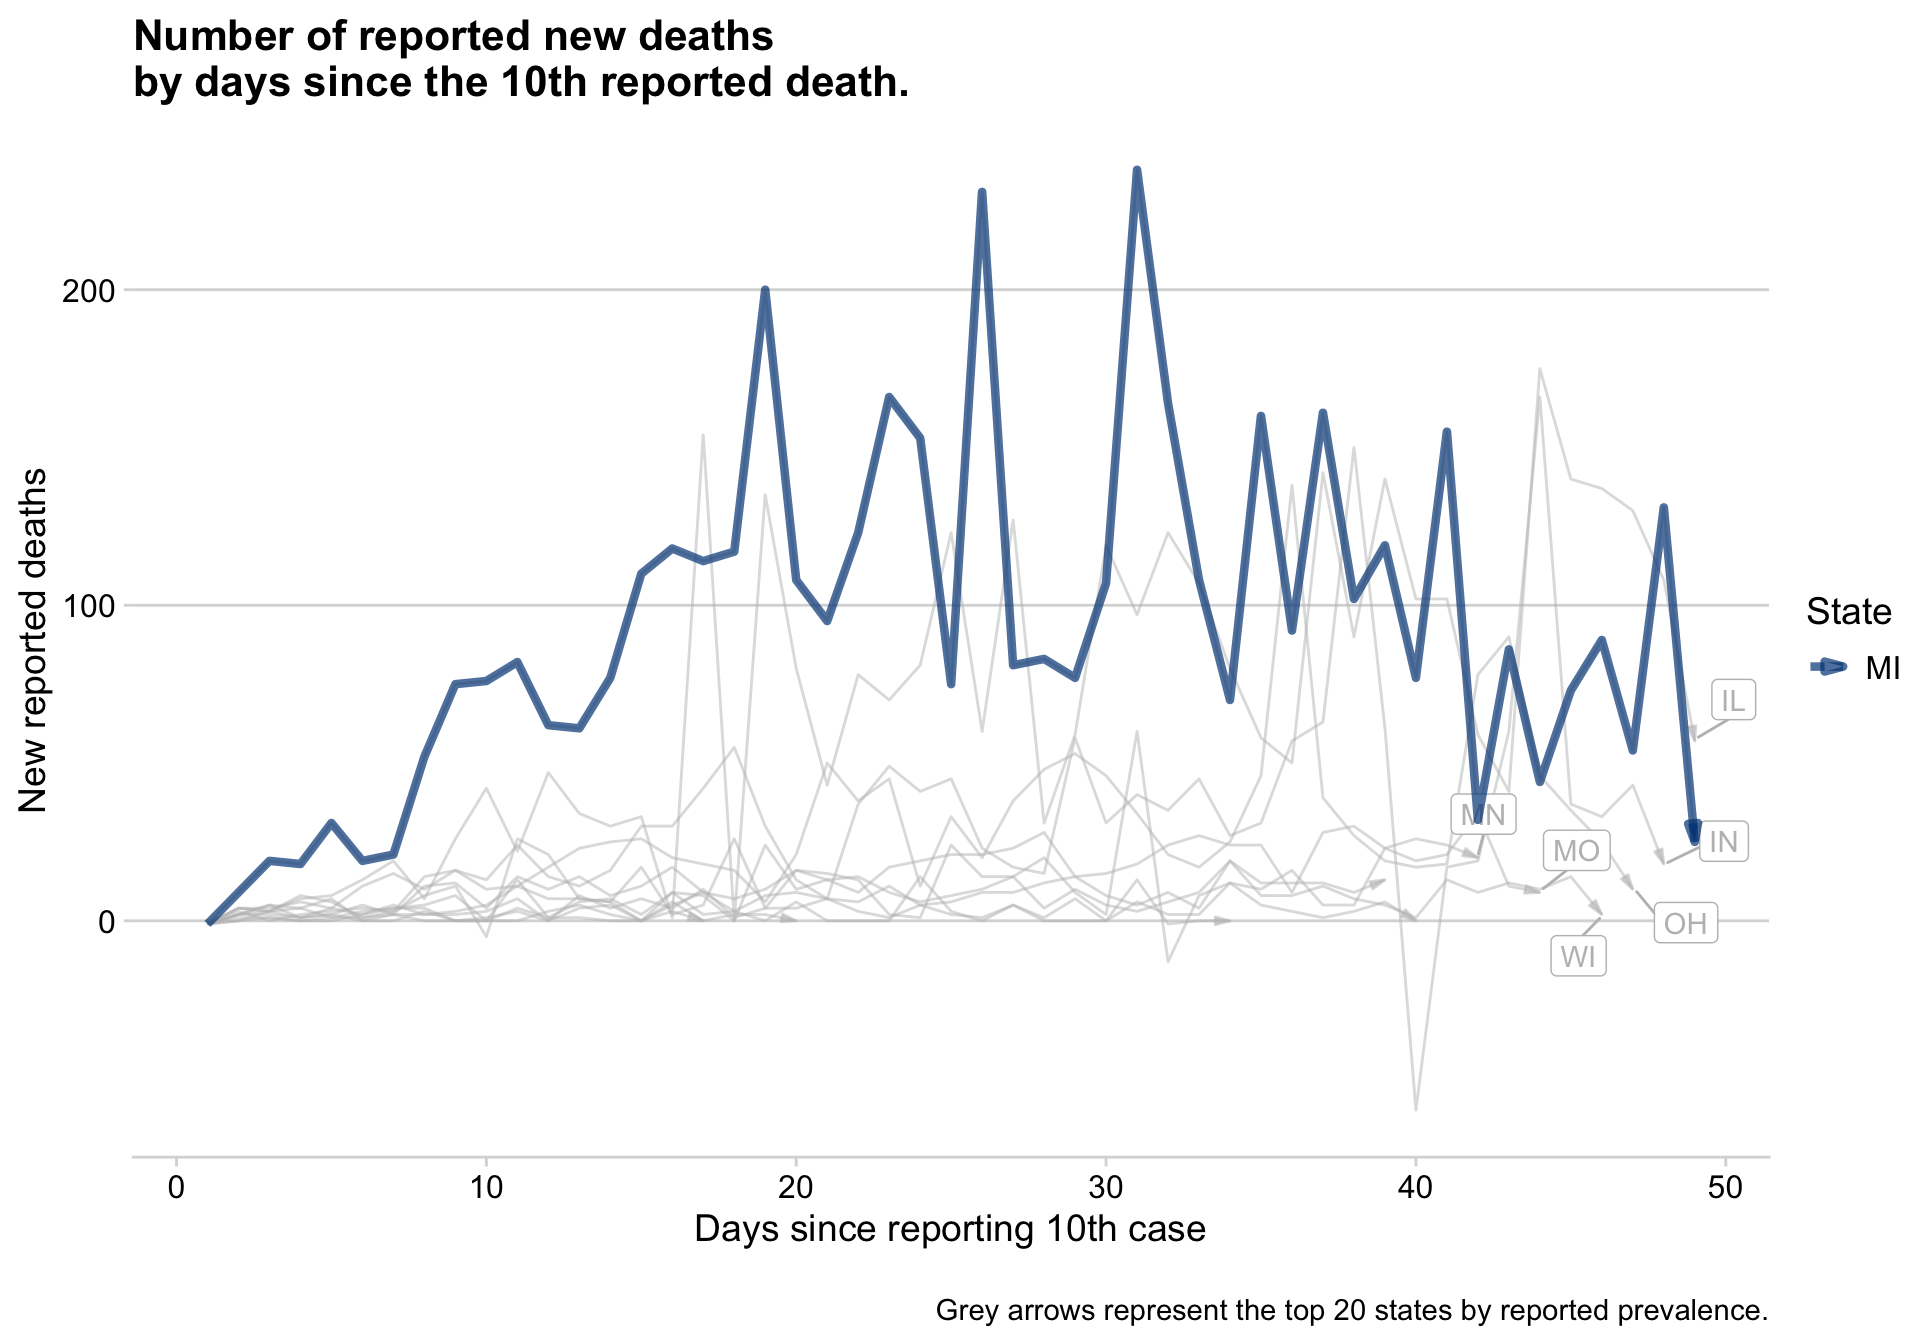 Number of reported new deaths
by days since the 10th reported death.
New reported deaths
200
100
0
IL
MN
IN
MO
OH
WI
State
MI
0 10 20 30 40 50
Days since reporting 10th case
Grey arrows represent the top 20 states by reported prevalence.